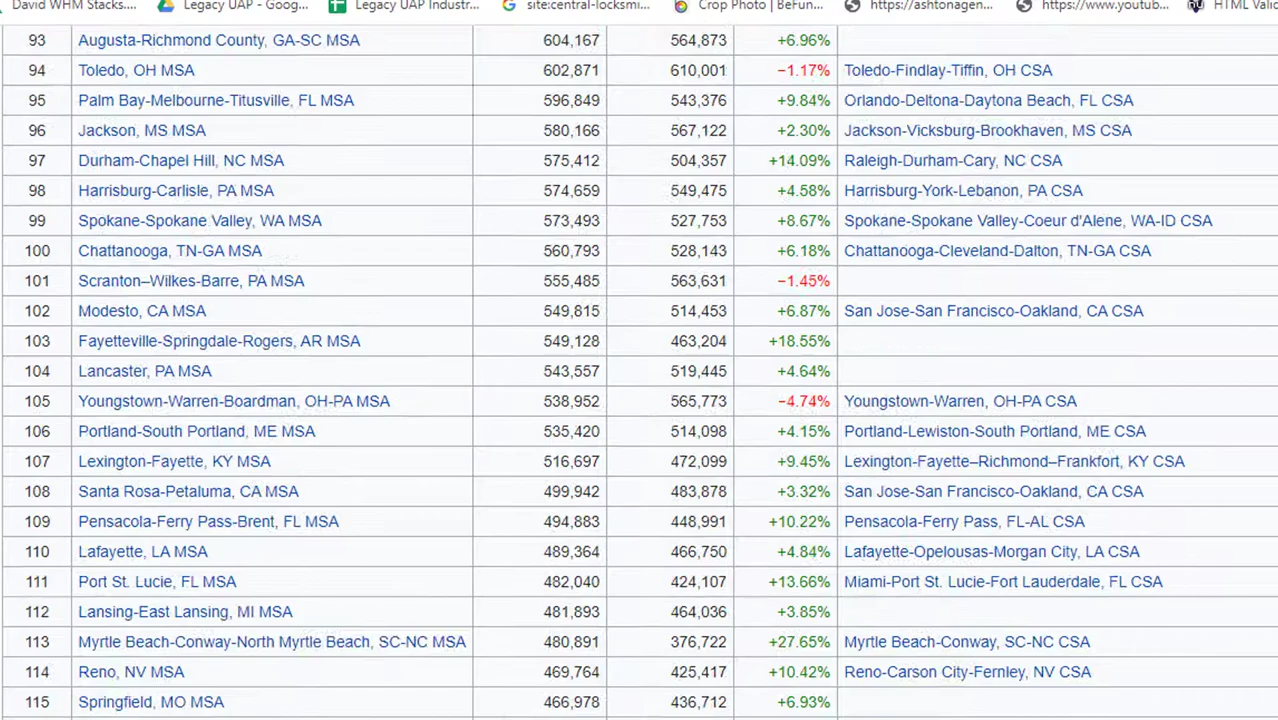 David WHM Stacks.... Legacy UAP - Goog... Legacy UAP Industr... site:central-locksmi... Crop Photo | BeFun... https://ashtonagen... https://www.youtub... HTML Valid
93 Augusta-Richmond County, GA-SC MSA 604,167 564,873 +6.96%
94 Toledo, OH MSA 602,871 610,001 −1.17% Toledo-Findlay-Tiffin, OH CSA
95 Palm Bay-Melbourne-Titusville, FL MSA 596,849 543,376 +9.84% Orlando-Deltona-Daytona Beach, FL CSA
96 Jackson, MS MSA 580,166 567,122 +2.30% Jackson-Vicksburg-Brookhaven, MS CSA
97 Durham-Chapel Hill, NC MSA 575,412 504,357 +14.09% Raleigh-Durham-Cary, NC CSA
98 Harrisburg-Carlisle, PA MSA 574,659 549,475 +4.58% Harrisburg-York-Lebanon, PA CSA
99 Spokane-Spokane Valley, WA MSA 573,493 527,753 +8.67% Spokane-Spokane Valley-Coeur d'Alene, WA-ID CSA
100 Chattanooga, TN-GA MSA 560,793 528,143 +6.18% Chattanooga-Cleveland-Dalton, TN-GA CSA
101 Scranton–Wilkes-Barre, PA MSA 555,485 563,631 −1.45%
102 Modesto, CA MSA 549,815 514,453 +6.87% San Jose-San Francisco-Oakland, CA CSA
103 Fayetteville-Springdale-Rogers, AR MSA 549,128 463,204 +18.55%
104 Lancaster, PA MSA 543,557 519,445 +4.64%
105 Youngstown-Warren-Boardman, OH-PA MSA 538,952 565,773 −4.74% Youngstown-Warren, OH-PA CSA
106 Portland-South Portland, ME MSA 535,420 514,098 +4.15% Portland-Lewiston-South Portland, ME CSA
107 Lexington-Fayette, KY MSA 516,697 472,099 +9.45% Lexington-Fayette–Richmond–Frankfort, KY CSA
108 Santa Rosa-Petaluma, CA MSA 499,942 483,878 +3.32% San Jose-San Francisco-Oakland, CA CSA
109 Pensacola-Ferry Pass-Brent, FL MSA 494,883 448,991 +10.22% Pensacola-Ferry Pass, FL-AL CSA
110 Lafayette, LA MSA 489,364 466,750 +4.84% Lafayette-Opelousas-Morgan City, LA CSA
111 Port St. Lucie, FL MSA 482,040 424,107 +13.66% Miami-Port St. Lucie-Fort Lauderdale, FL CSA
112 Lansing-East Lansing, MI MSA 481,893 464,036 +3.85%
113 Myrtle Beach-Conway-North Myrtle Beach, SC-NC MSA 480,891 376,722 +27.65% Myrtle Beach-Conway, SC-NC CSA
114 Reno, NV MSA 469,764 425,417 +10.42% Reno-Carson City-Fernley, NV CSA
115 Springfield, MO MSA 466,978 436,712 +6.93%